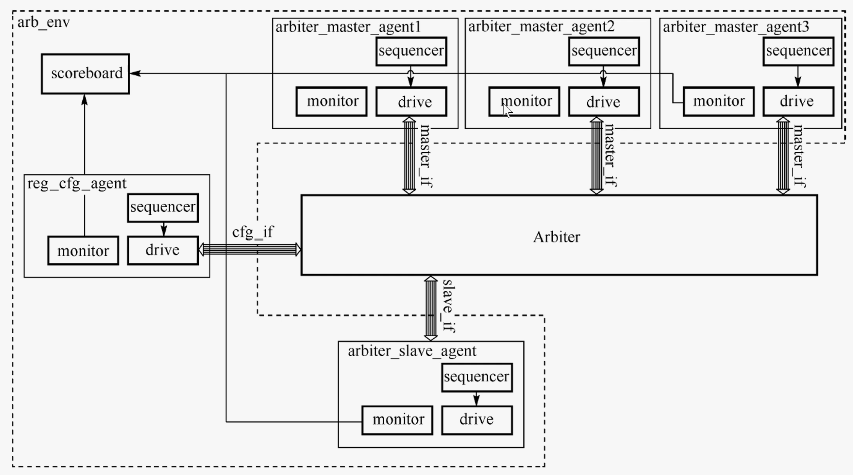 arb_env
arbiter_master_agent1
arbiter_master_agent2
arbiter_master_agent3
sequencer
sequencer
sequencer
scoreboard
monitor
drive
monitor
drive
monitor
drive
master_if
master_if
master_if
reg_cfg_agent
sequencer
monitor
drive
cfg_if
Arbiter
slave_if
arbiter_slave_agent
sequencer
monitor
drive